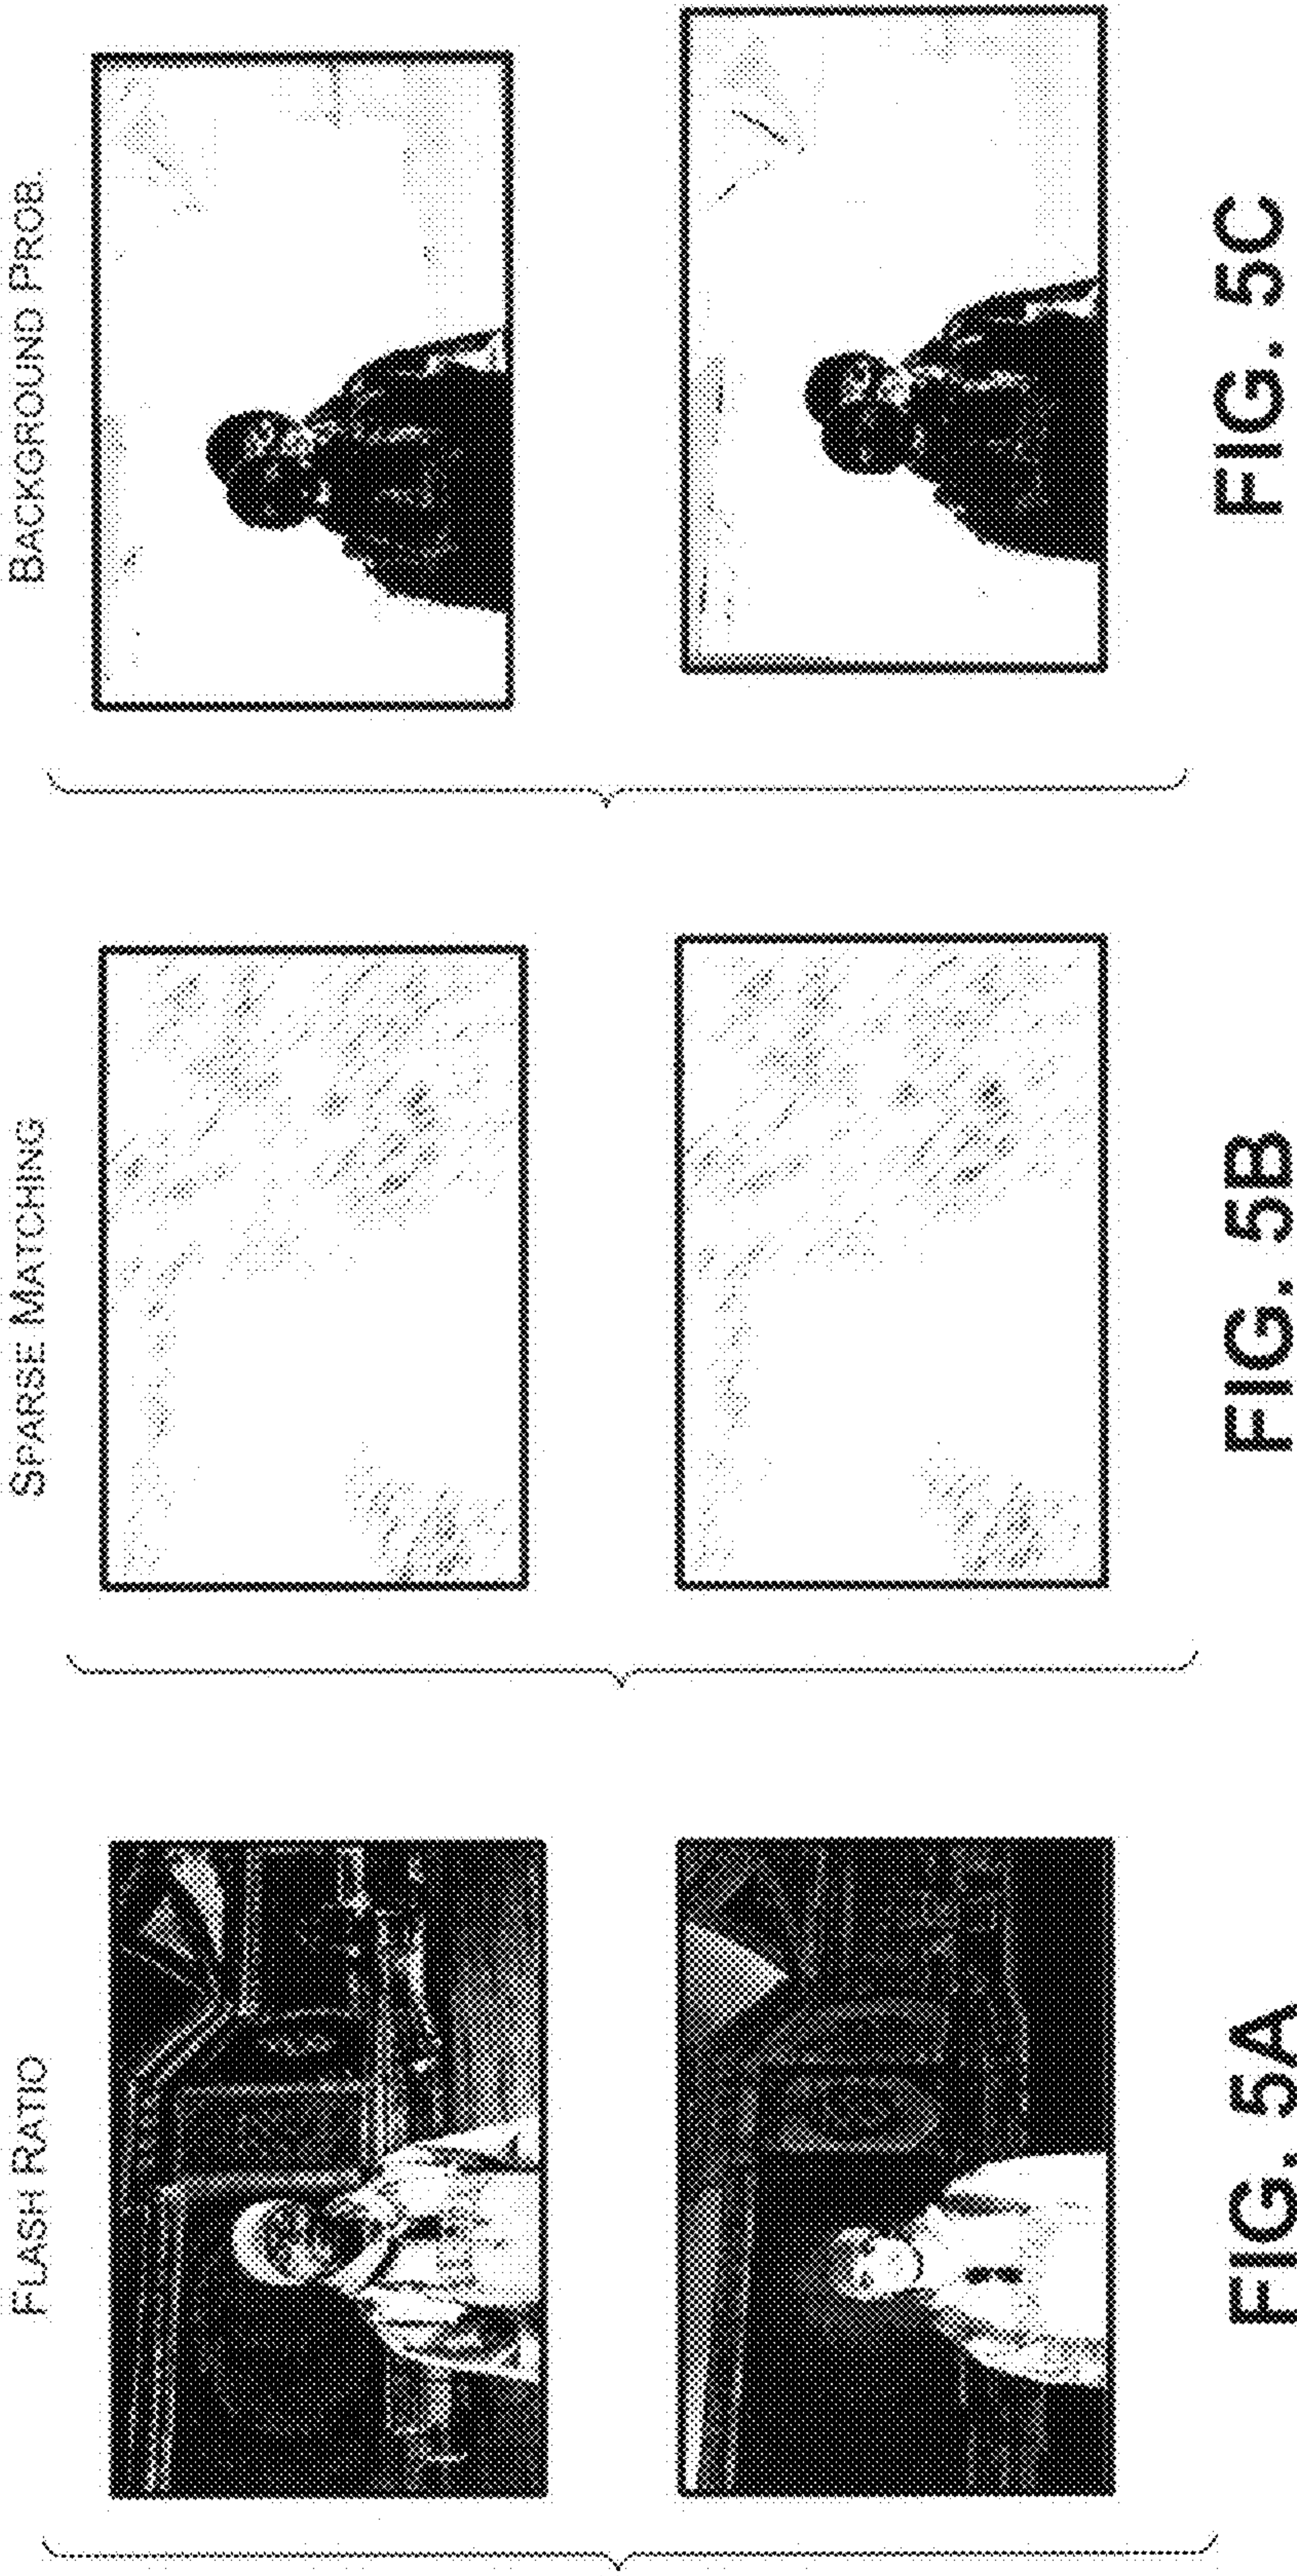 FLASH RATIO
FIG. 5A
SPARSE MATCHING
FIG. 5B
BACKGROUND PROB.
FIG. 5C